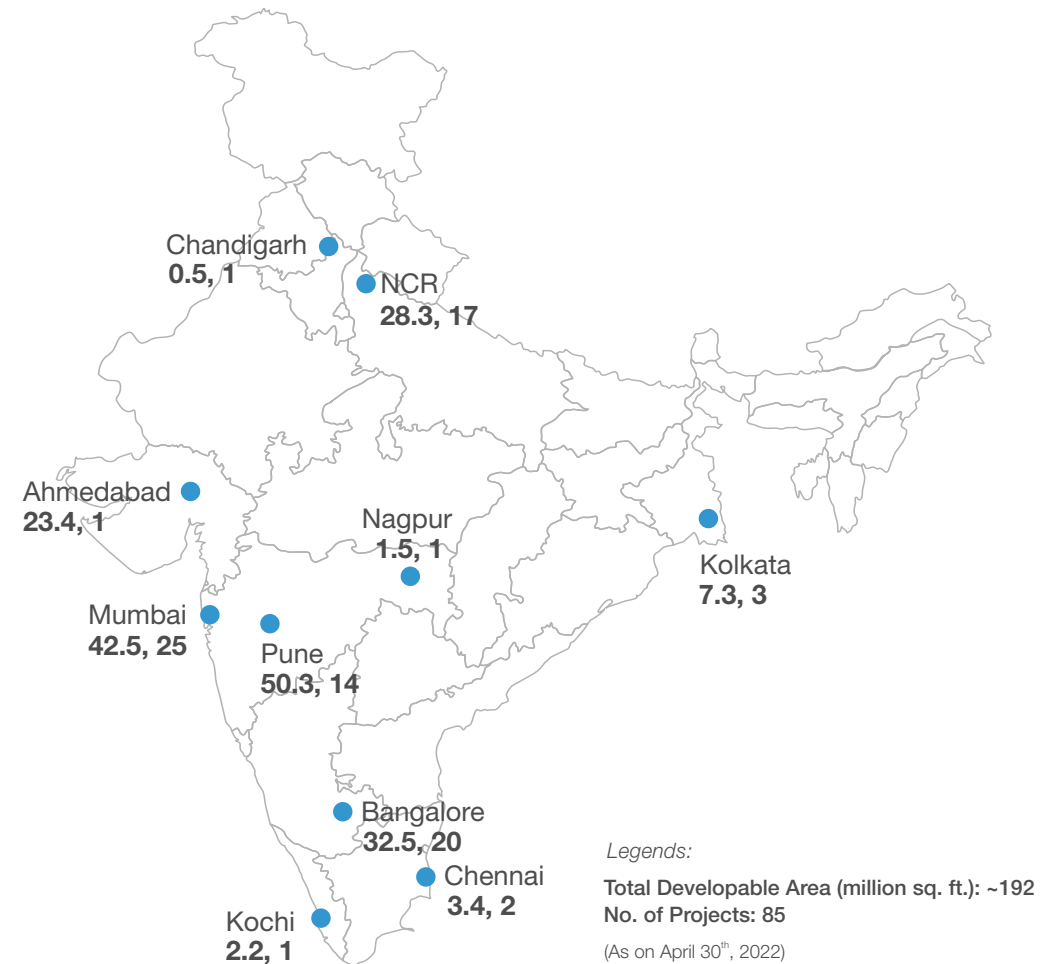 Chandigarh
0.5, 1
NCR
28.3, 17
Ahmedabad
23.4, 1
Nagpur
1.5, 1
Kolkata
7.3, 3
Mumbai
42.5, 25
Pune
50.3, 14
Bangalore
32.5, 20
Chennai
3.4, 2
Kochi
2.2, 1
Legends:
Total Developable Area (million sq. ft.): ~192
No. of Projects: 85
(As on April 30th, 2022)